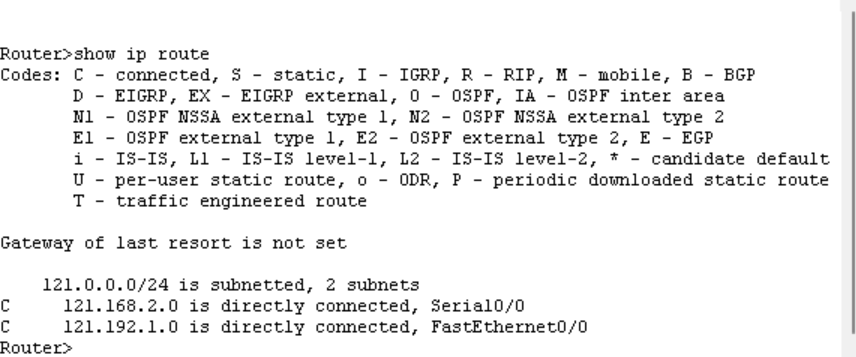 Router>show ip route
Codes: C - connected, S - static, I - IGRP, R - RIP, M - mobile, B - BGP
D - EIGRP, EX - EIGRP external, O - OSPF, IA - OSPF inter area
N1 - OSPF NSSA external type 1, N2 - OSPF NSSA external type 2
E1 - OSPF external type 1, E2 - OSPF external type 2, E - EGP
i - IS-IS, L1 - IS-IS level-1, L2 - IS-IS level-2, * - candidate default
U - per-user static route, o - ODR, P - periodic downloaded static route
T - traffic engineered route
Gateway of last resort is not set
121.0.0.0/24 is subnetted, 2 subnets
C 121.168.2.0 is directly connected, Serial0/0
C 121.192.1.0 is directly connected, FastEthernet0/0
Router>